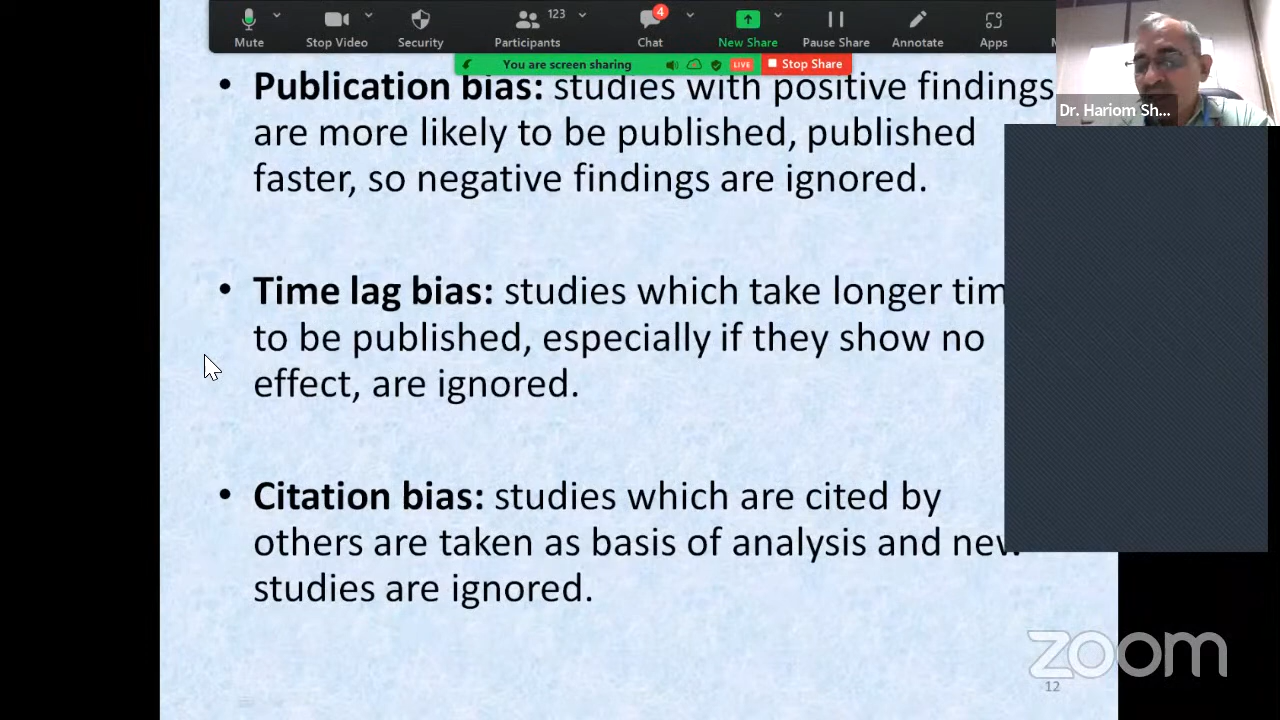 Mute
Stop Video
Security
123
Participants
4
Chat
New Share
Pause Share
Annotate
Apps
You are screen sharing
LIVE
Stop Share
Dr. Hariom Sh...
• Publication bias: studies with positive findings
are more likely to be published, published
faster, so negative findings are ignored.
• Time lag bias: studies which take longer tim
to be published, especially if they show no
effect, are ignored.
• Citation bias: studies which are cited by
others are taken as basis of analysis and new
studies are ignored.
zoom
12